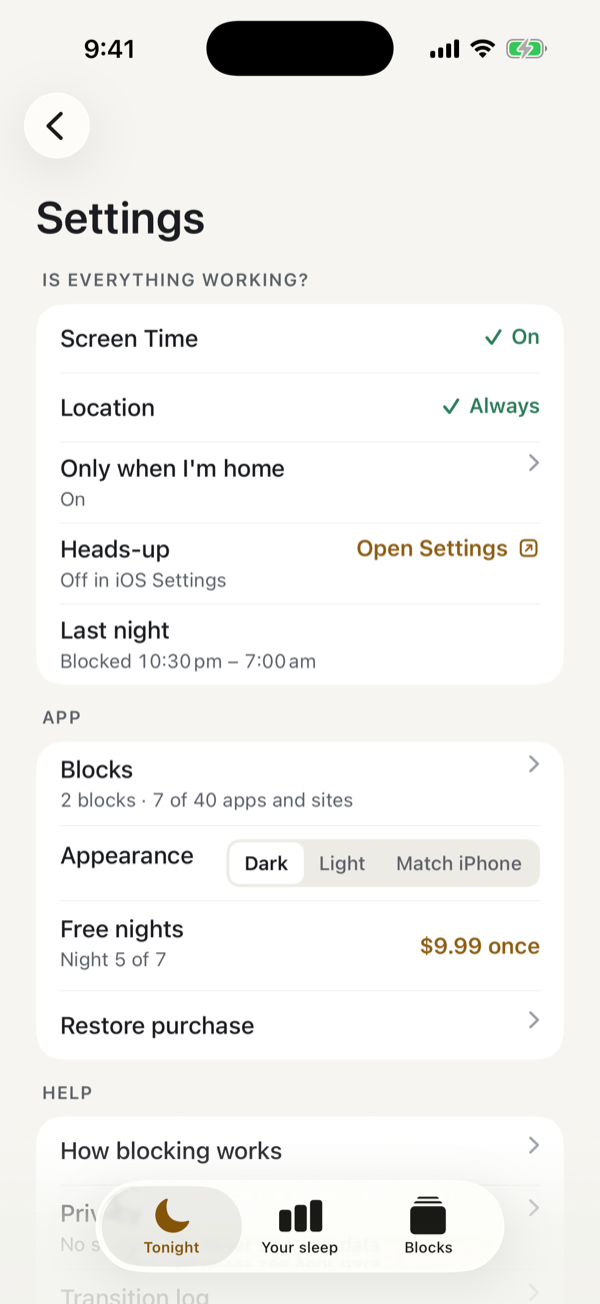 9:41
Settings
IS EVERYTHING WORKING?
Screen Time
On
Location
Always
Only when I'm home
On
Heads-up
Open Settings
Off in iOS Settings
Last night
Blocked 10:30 pm – 7:00 am
APP
Blocks
2 blocks · 7 of 40 apps and sites
Appearance
Dark
Light
Match iPhone
Free nights
$9.99 once
Night 5 of 7
Restore purchase
HELP
How blocking works
Tonight
Your sleep
Blocks
Transition log